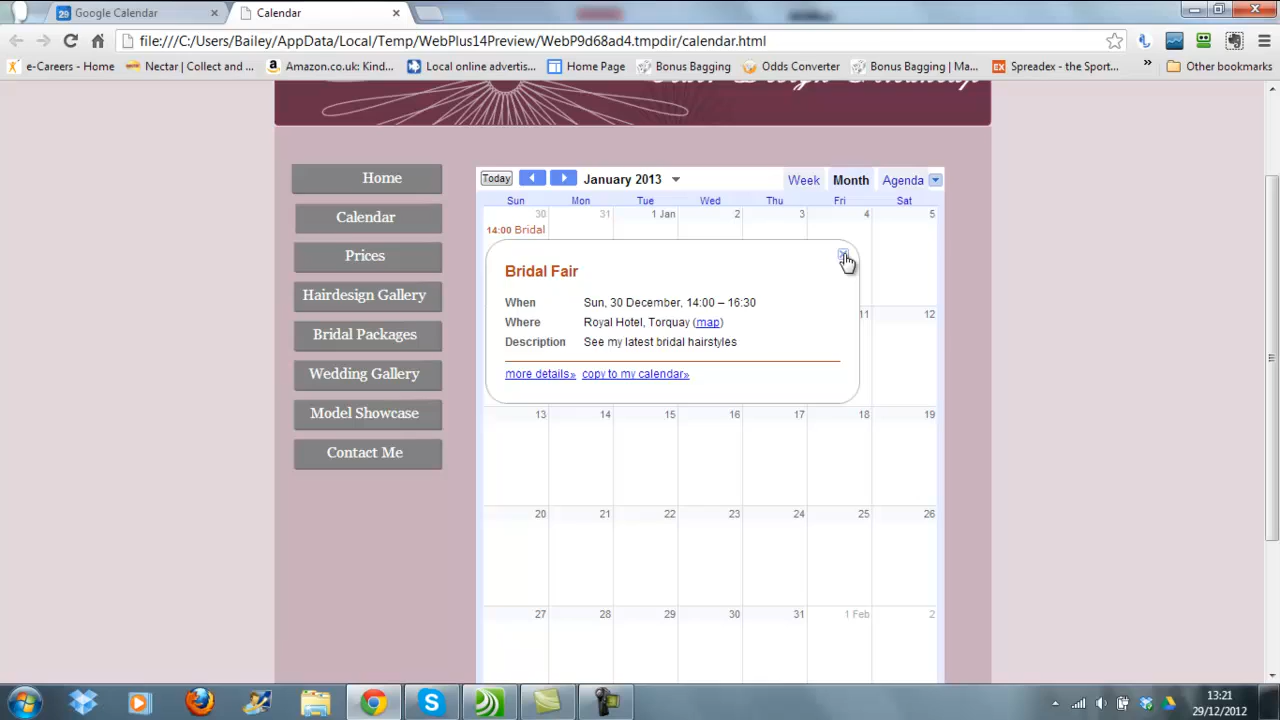 Google Calendar
Calendar
file:///C:/Users/Bailey/AppData/Local/Temp/WebPlus14Preview/WebP9d68ad4.tmpdir/calendar.html
e-Careers - Home
Nectar | Collect and ...
Amazon.co.uk: Kind...
Local online advertis...
Home Page
Bonus Bagging
Odds Converter
Bonus Bagging | Ma...
Spreadex - the Sport...
»
Other bookmarks
Home
Calendar
Prices
Hairdesign Gallery
Bridal Packages
Wedding Gallery
Model Showcase
Contact Me
Today
January 2013
Week
Month
Agenda
Sun Mon Tue Wed Thu Fri Sat
30 31 1 Jan 2 3 4 5
14:00 Bridal
Bridal Fair
When Sun, 30 December, 14:00 – 16:30
Where Royal Hotel, Torquay (map)
Description See my latest bridal hairstyles
more details» copy to my calendar»
11 12
13 14 15 16 17 18 19
20 21 22 23 24 25 26
27 28 29 30 31 1 Feb 2
13:21
29/12/2012